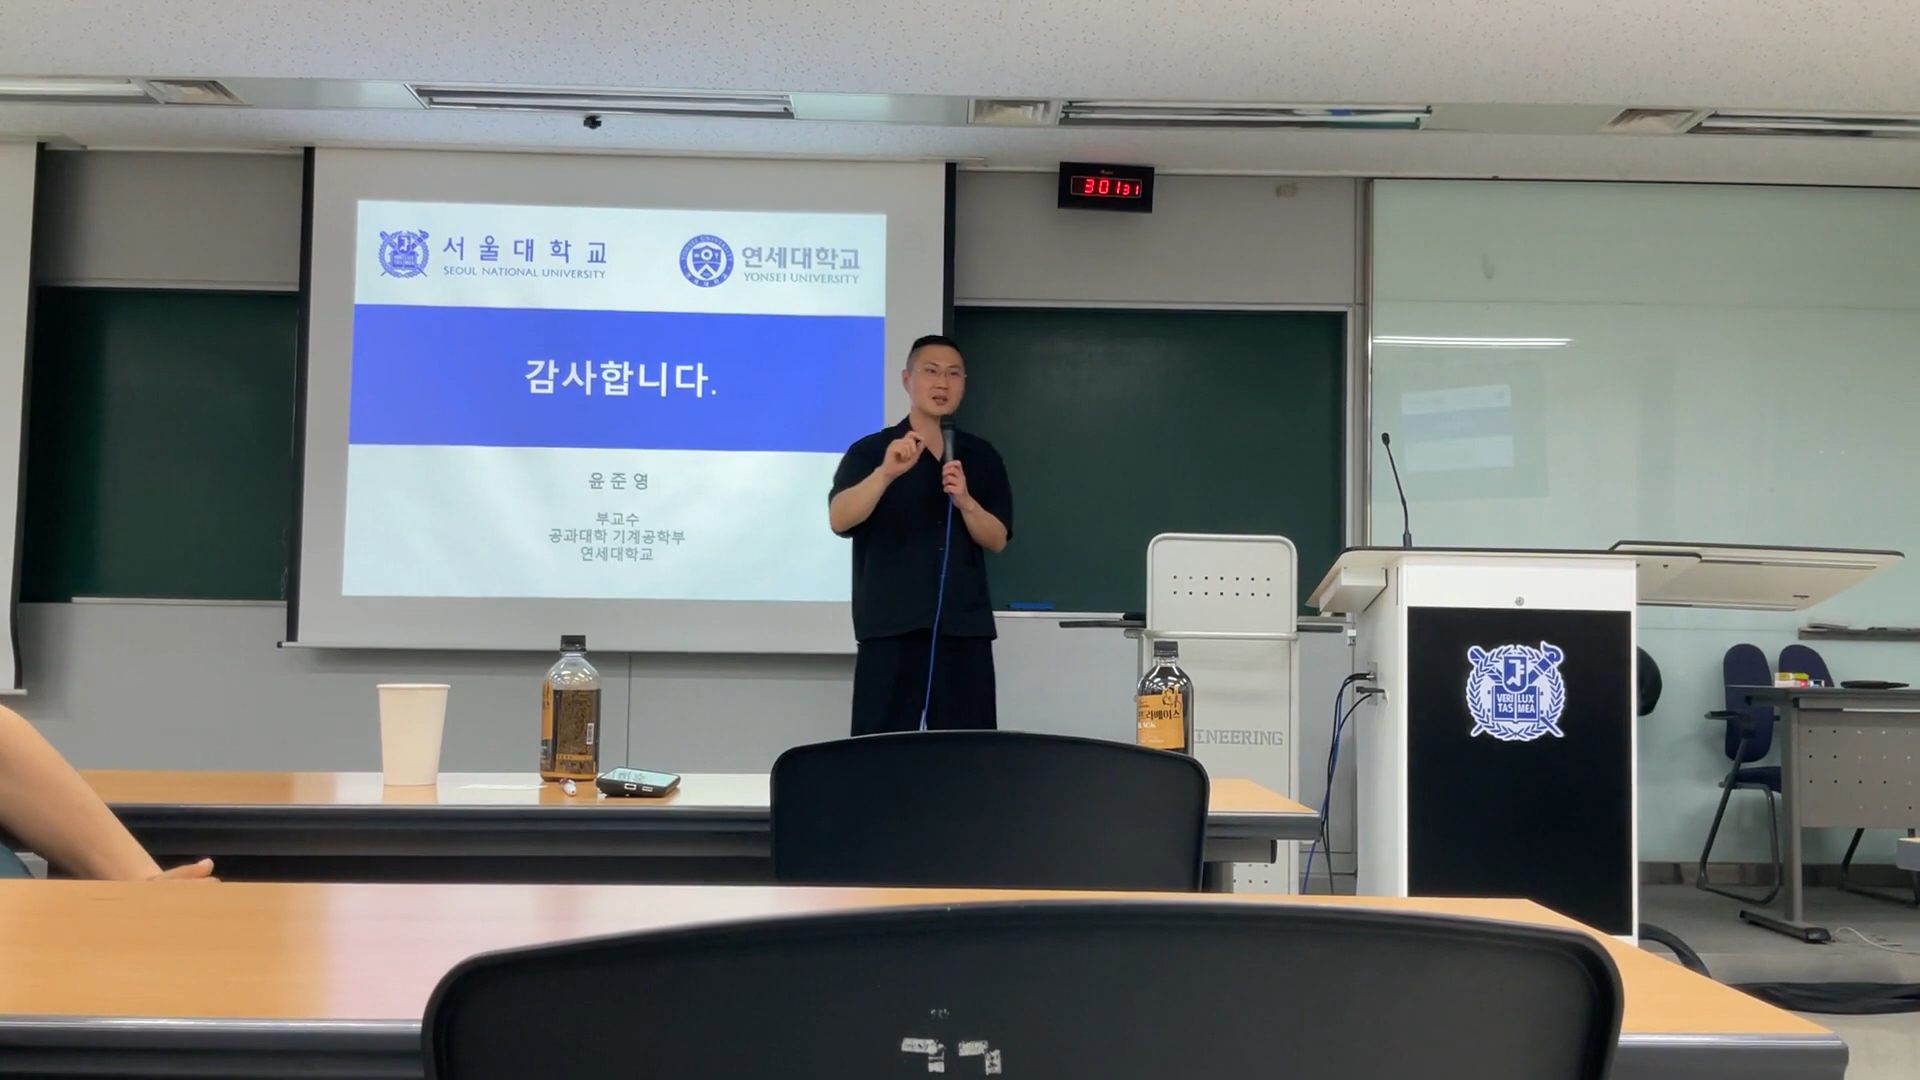 301 31
서울대학교
SEOUL NATIONAL UNIVERSITY
연세대학교
YONSEI UNIVERSITY
감사합니다.
윤준영
부교수
공과대학 기계공학부
연세대학교
VERI LUX
TAS MEA
INEERING